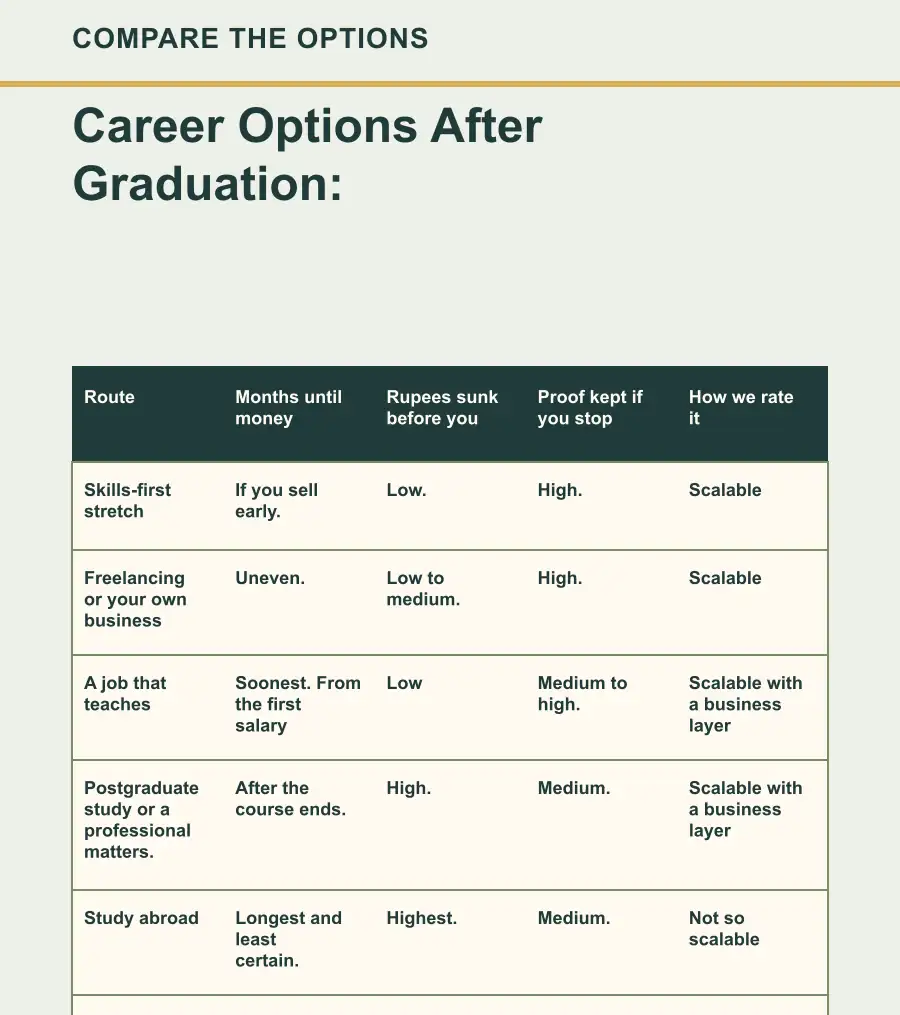 COMPARE THE OPTIONS
Career Options After
Graduation:
Route
Months until
money
Rupees sunk
before you
Proof kept if
you stop
How we rate
it
Skills-first
stretch
If you sell
early.
Low.
High.
Scalable
Freelancing
or your own
business
Uneven.
Low to
medium.
High.
Scalable
A job that
teaches
Soonest. From
the first
salary
Low
Medium to
high.
Scalable with
a business
layer
Postgraduate
study or a
professional
matters.
After the
course ends.
High.
Medium.
Scalable with
a business
layer
Study abroad
Longest and
least
certain.
Highest.
Medium.
Not so
scalable